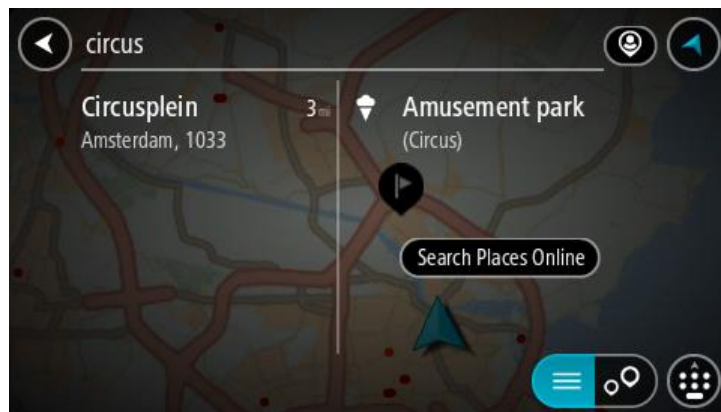 circus
Circusplein 3 mi
Amsterdam, 1033
Amusement park
(Circus)
Search Places Online